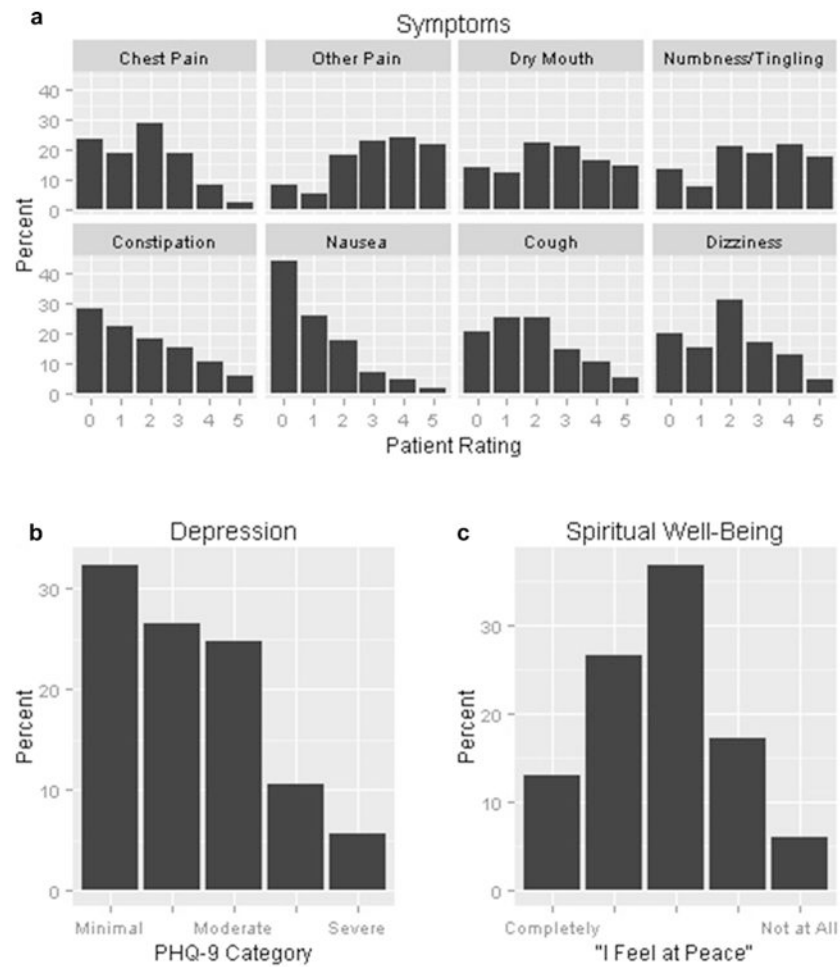 a
Symptoms
Chest Pain Other Pain Dry Mouth Numbness/Tingling
40
30
20
10
0
Percent
Constipation Nausea Cough Dizziness
40
30
20
10
0
0 1 2 3 4 5 0 1 2 3 4 5 0 1 2 3 4 5 0 1 2 3 4 5
Patient Rating
b
Depression
30
20
10
0
Percent
Minimal Moderate Severe
PHQ-9 Category
c
Spiritual Well-Being
30
20
10
0
Percent
Completely Not at All
"I Feel at Peace"